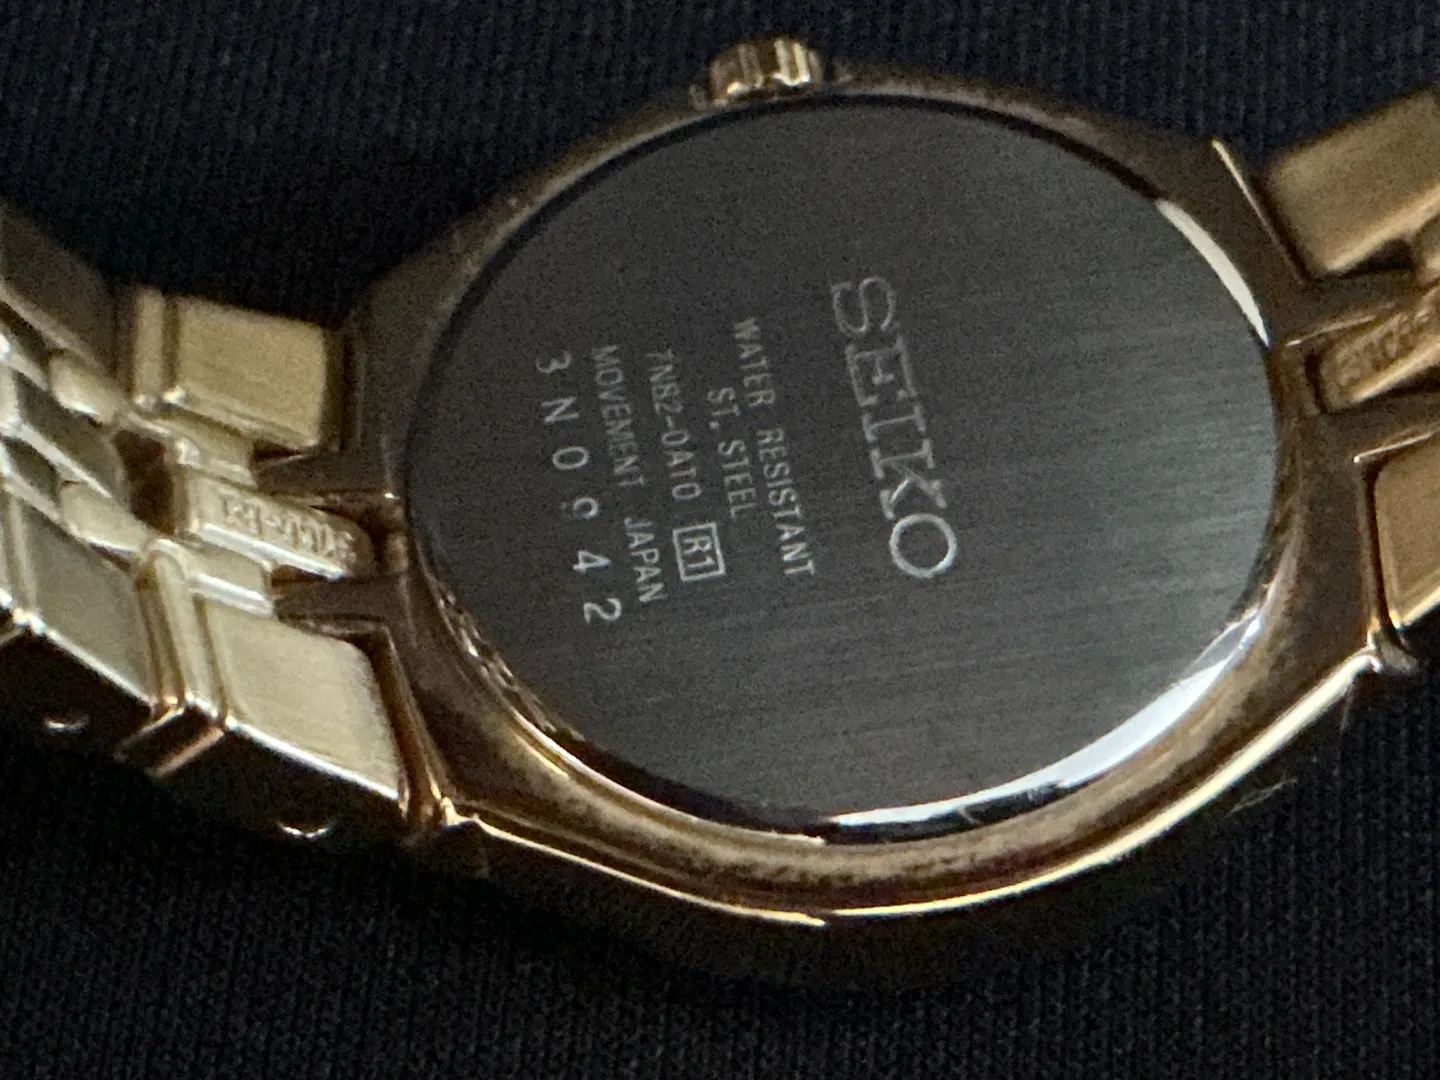 SEIKO
WATER RESISTANT
ST. STEEL
7N82-0AT0 R1
MOVEMENT JAPAN
3N0942